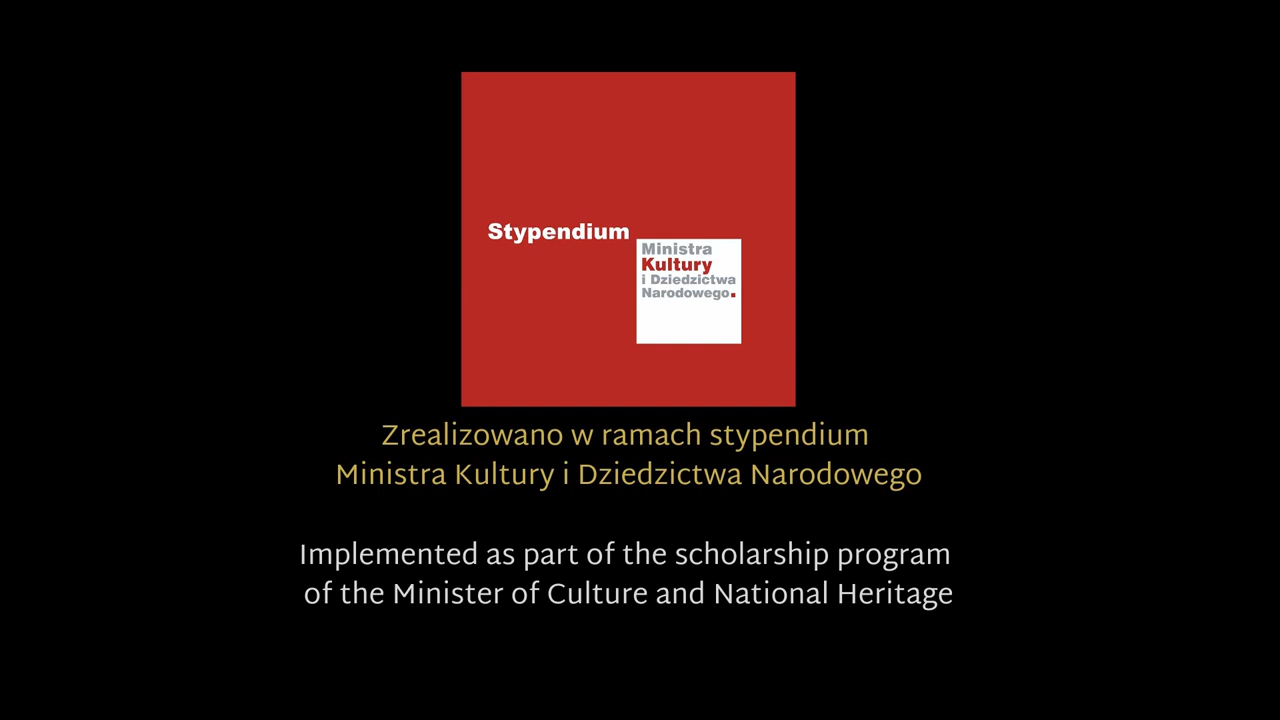 Stypendium
Ministra
Kultury
i Dziedzictwa
Narodowego.
Zrealizowano w ramach stypendium
Ministra Kultury i Dziedzictwa Narodowego
Implemented as part of the scholarship program
of the Minister of Culture and National Heritage